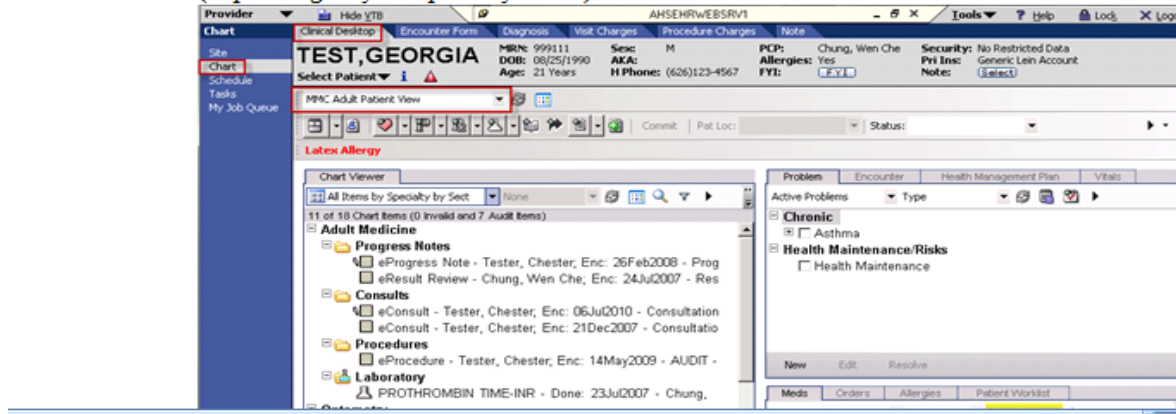 Provider Hide VTB AHSEHRWEBSRV1 Tools Help Lock
Chart Clinical Desktop Encounter Form Diagnosis Visit Charges Procedure Charges Note
Site
Chart
Schedule
Tasks
My Job Queue
TEST,GEORGIA
Select Patient i
MRN: 999111 Sex: M PCP: Chung, Wen Che Security: No Restricted Data
DOB: 08/25/1990 AKA: Allergies: Yes Pri Ins: Generic Lein Account
Age: 21 Years H Phone: (626)123-4567 FYI: FYI Note: (Select)
MMC Adult Patient View
Commit Pat Loc: Status:
Latex Allergy
Chart Viewer
All Items by Specialty by Sect None
11 of 18 Chart Items (0 Invalid and 7 Audit Items)
Adult Medicine
Progress Notes
eProgress Note - Tester, Chester; Enc: 26Feb2008 - Prog
eResult Review - Chung, Wen Che; Enc: 24Jul2007 - Res
Consults
eConsult - Tester, Chester; Enc: 06Jul2010 - Consultation
eConsult - Tester, Chester; Enc: 21Dec2007 - Consultatio
Procedures
eProcedure - Tester, Chester; Enc: 14May2009 - AUDIT -
Laboratory
PROTHROMBIN TIME-INR - Done: 23Jul2007 - Chung,
Problem Encounter Health Management Plan Vitals
Active Problems Type
Chronic
Asthma
Health Maintenance/Risks
Health Maintenance
New Edit Resolve
Meds Orders Allergies Patient Worklist